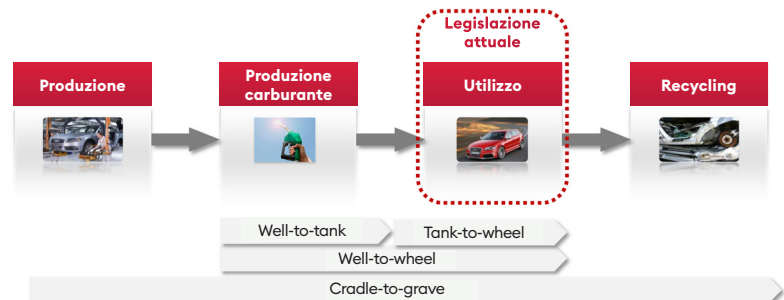 Legislazione
attuale
Produzione
Produzione
carburante
Utilizzo
Recycling
Well-to-tank
Tank-to-wheel
Well-to-wheel
Cradle-to-grave